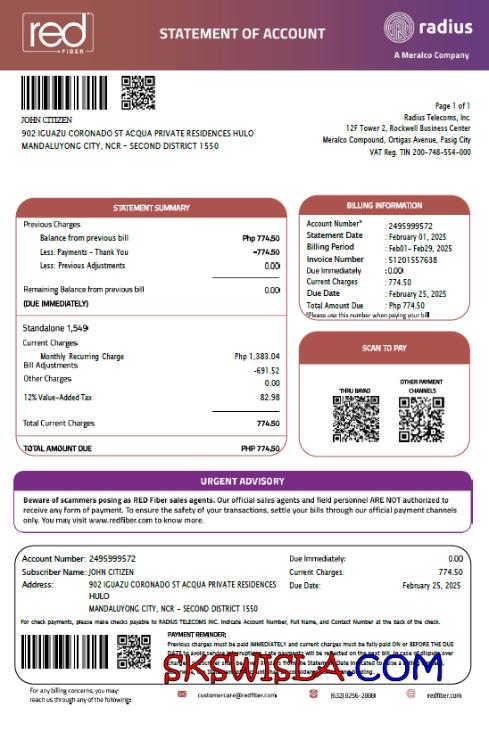 red
FIBER
STATEMENT OF ACCOUNT
radius
A Meralco Company
JOHN CITIZEN
902 IGUAZU CORONADO ST ACQUA PRIVATE RESIDENCES HULO
MANDALUYONG CITY, NCR - SECOND DISTRICT 1550
Page 1 of 1
Radius Telecoms, Inc.
12F Tower 2, Rockwell Business Center
Meralco Compound, Ortigas Avenue, Pasig City
VAT Reg. TIN 200-748-554-000
STATEMENT SUMMARY
Previous Charges
Balance from previous bill Php 774.50
Less: Payments - Thank You -774.50
Less: Previous Adjustments 0.00
Remaining Balance from previous bill 0.00
(DUE IMMEDIATELY)
Standalone 1,549
Current Charges:
Monthly Recurring Charge Php 1,383.04
Bill Adjustments -691.52
Other Charges 0.00
12% Value-Added Tax 82.98
Total Current Charges 774.50
TOTAL AMOUNT DUE PHP 774.50
BILLING INFORMATION
Account Number* : 2495999572
Statement Date : February 01, 2025
Billing Period : Feb01- Feb29, 2025
Invoice Number : 51201557638
Due Immediately : 0.00
Current Charges : 774.50
Due Date : February 25, 2025
Total Amount Due : Php 774.50
*Please use this number when paying your bill
SCAN TO PAY
THRU BAYAD
OTHER PAYMENT
CHANNELS
URGENT ADVISORY
Beware of scammers posing as RED Fiber sales agents. Our official sales agents and field personnel ARE NOT authorized to
receive any form of payment. To ensure the safety of your transactions, settle your bills through our official payment channels
only. You may visit www.redfiber.com to know more.
Account Number: 2495999572
Subscriber Name: JOHN CITIZEN
Address: 902 IGUAZU CORONADO ST ACQUA PRIVATE RESIDENCES
HULO
MANDALUYONG CITY, NCR - SECOND DISTRICT 1550
Due Immediately: 0.00
Current Charges: 774.50
Due Date: February 25, 2025
For check payments, please make checks payable to RADIUS TELECOMS INC. Indicate Account Number, Full Name, and Contact Number at the back of the check.
PAYMENT REMINDER:
Previous charges must be paid IMMEDIATELY and current charges must be fully paid ON or BEFORE THE DUE
DATE to avoid service interruptions. Late payments will be reflected on the next bill. In case of dispute over
SKSWISLA.COM
For any billing concerns, you may
reach us through any of the following:
customercare@redfiber.com
(632)8256-2888
redfiber.com